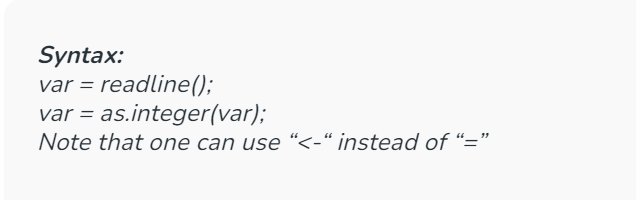 Syntax:
var = readline();
var = as.integer(var);
Note that one can use “<-“ instead of “=”